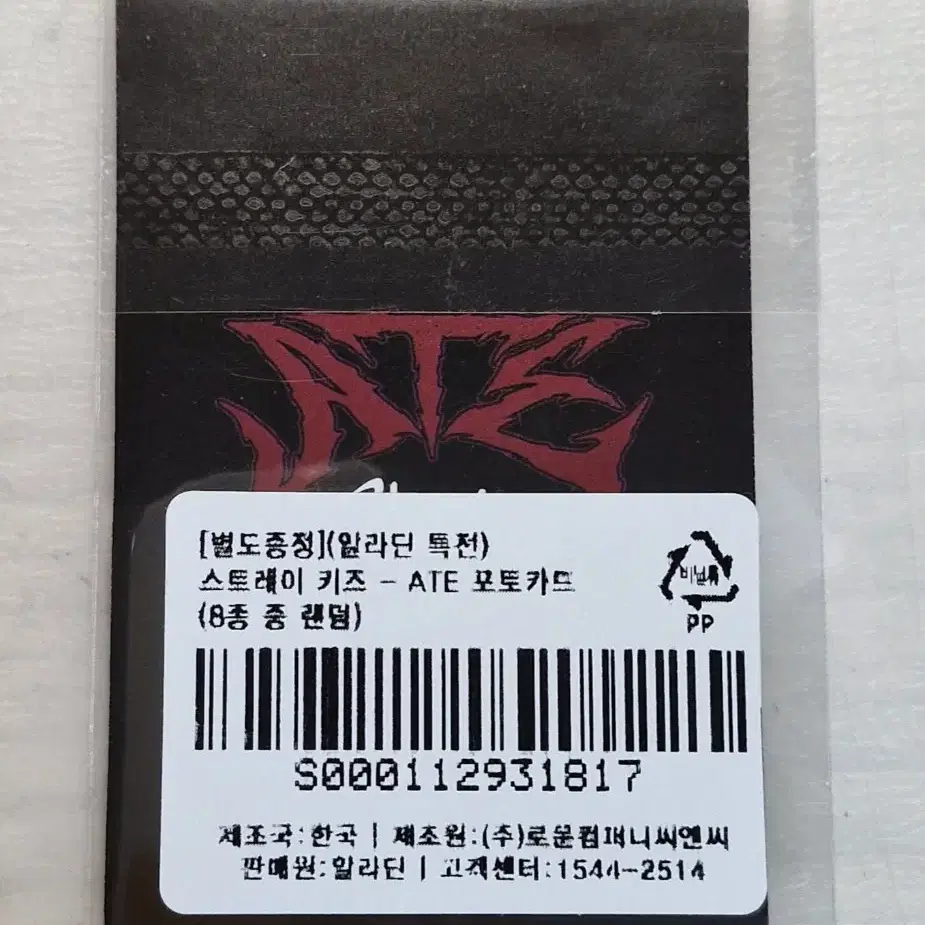 ATE
[별도증정](알라딘 특전)
스트레이 키즈 - ATE 포토카드
(8종 중 랜덤)
비닐류
PP
S000112931817
제조국:한국 | 제조원:(주)로운컴퍼니씨앤씨
판매원:알라딘 | 고객센터:1544-2514